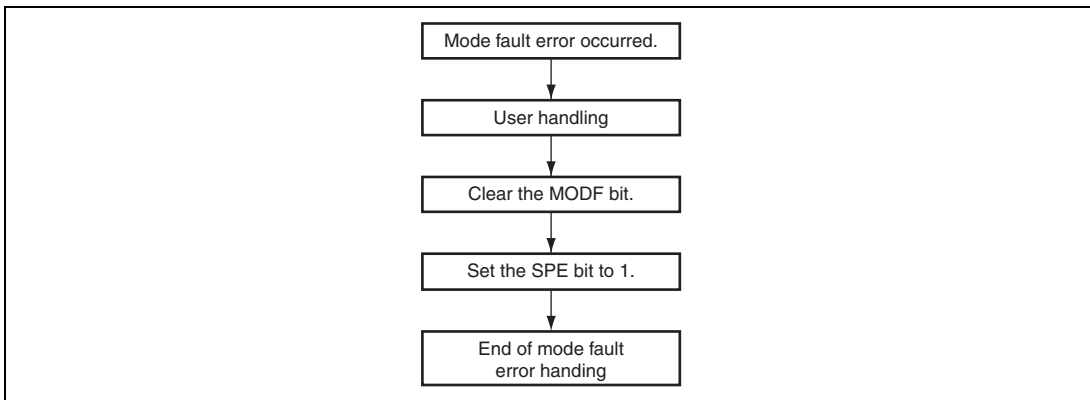 Mode fault error occurred.
User handling
Clear the MODF bit.
Set the SPE bit to 1.
End of mode fault
error handing